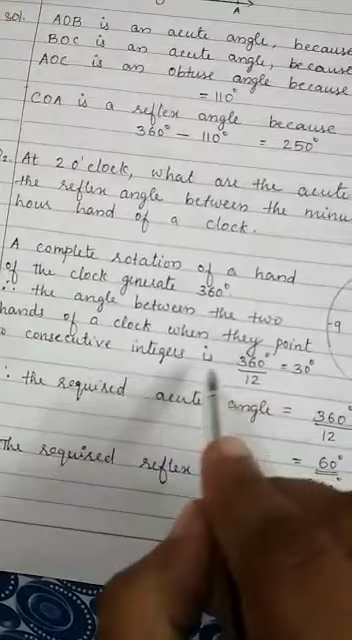 A
Sol. AOB is an acute angle, because
BOC is an acute angle, because
AOC is an obtuse angle because
= 110°
COA is a reflex angle because
360° - 110° = 250°
2. At 2 o'clock, what are the acute
the reflex angle between the minu
hour hand of a clock.
A complete rotation of a hand
of the clock generate 360°.
∴ the angle between the two
hands of a clock when they point
consecutive integers is 360°/12 = 30°
-9
∴ the required acute angle = 360°/12
= 60°
The required reflex